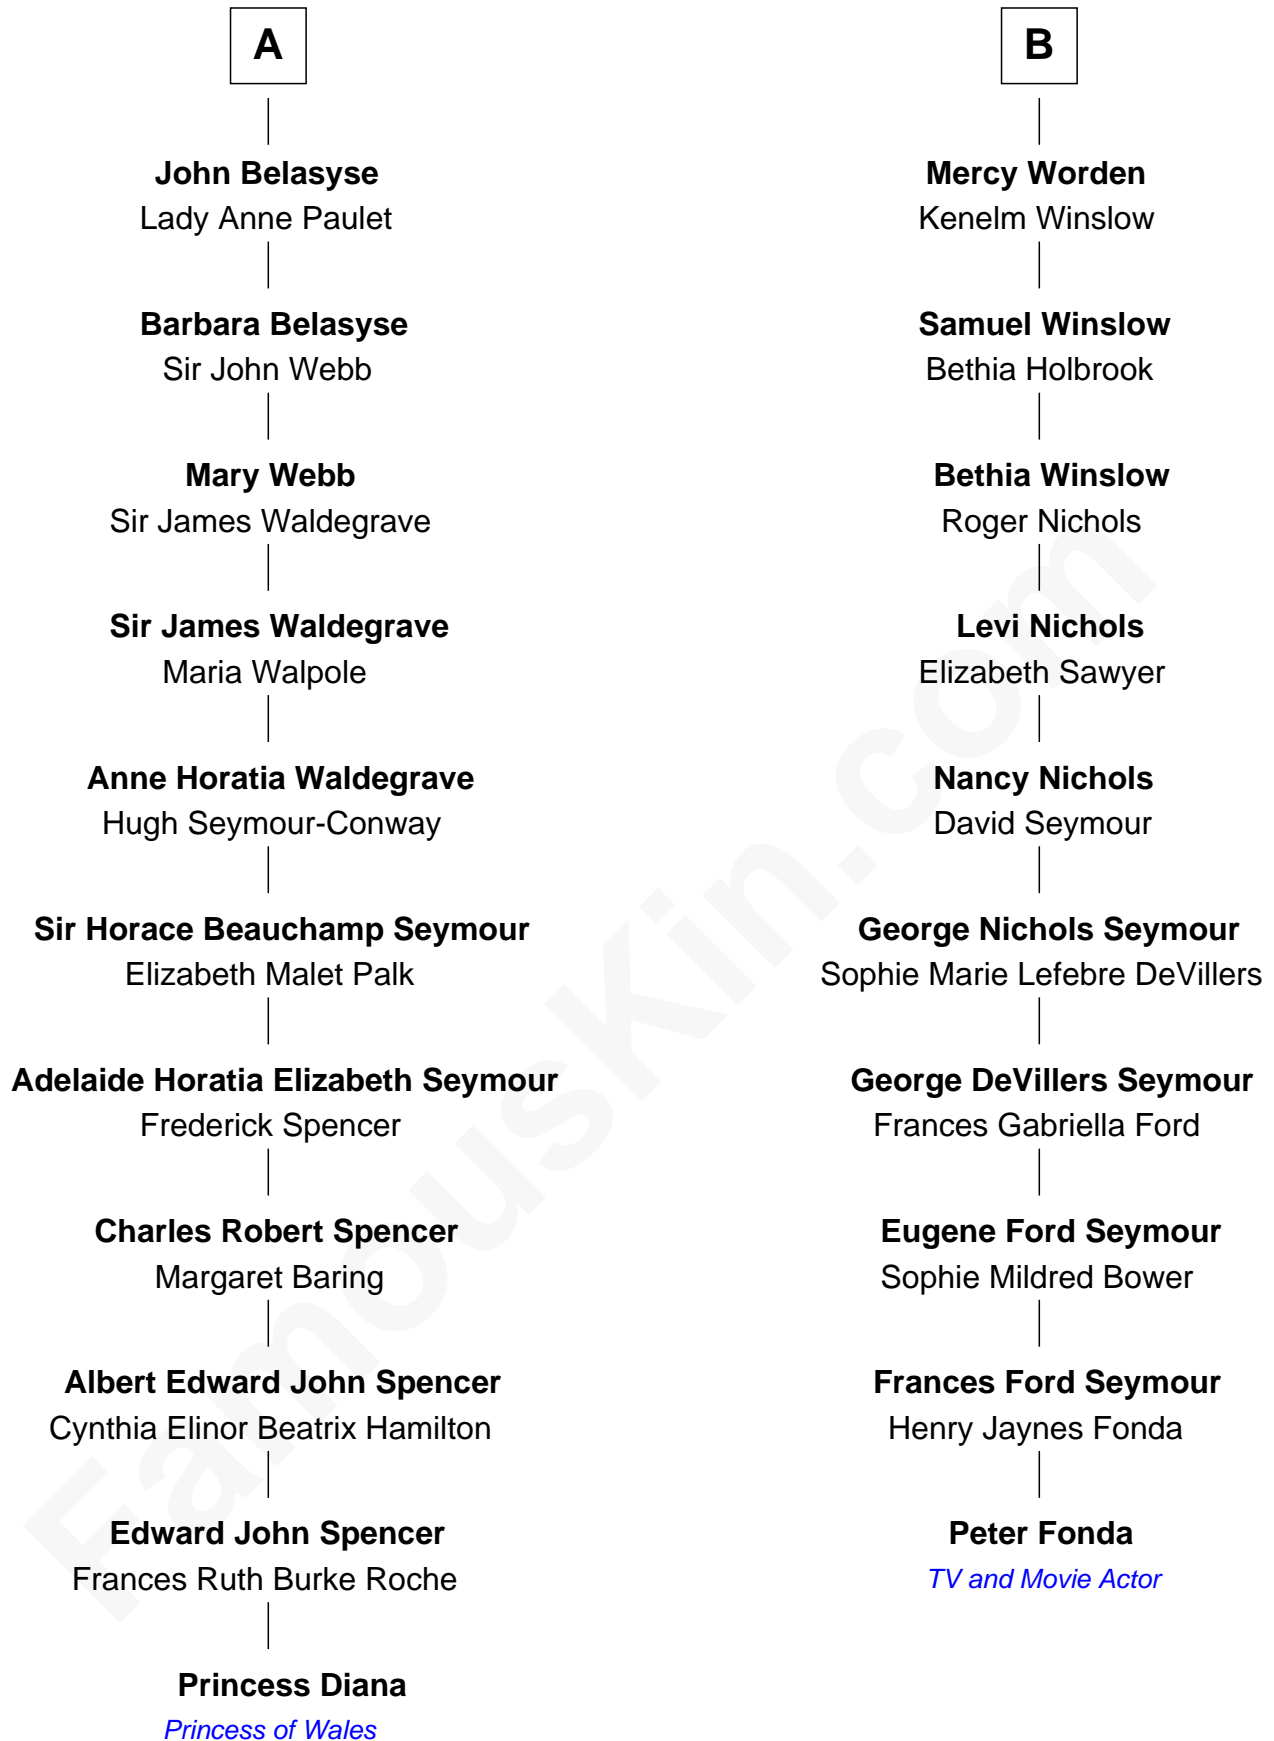 A
John Belasyse
Lady Anne Paulet
Barbara Belasyse
Sir John Webb
Mary Webb
Sir James Waldegrave
Sir James Waldegrave
Maria Walpole
Anne Horatia Waldegrave
Hugh Seymour-Conway
Sir Horace Beauchamp Seymour
Elizabeth Malet Palk
Adelaide Horatia Elizabeth Seymour
Frederick Spencer
Charles Robert Spencer
Margaret Baring
Albert Edward John Spencer
Cynthia Elinor Beatrix Hamilton
Edward John Spencer
Frances Ruth Burke Roche
Princess Diana
Princess of Wales
B
Mercy Worden
Kenelm Winslow
Samuel Winslow
Bethia Holbrook
Bethia Winslow
Roger Nichols
Levi Nichols
Elizabeth Sawyer
Nancy Nichols
David Seymour
George Nichols Seymour
Sophie Marie Lefebre DeVillers
George DeVillers Seymour
Frances Gabriella Ford
Eugene Ford Seymour
Sophie Mildred Bower
Frances Ford Seymour
Henry Jaynes Fonda
Peter Fonda
TV and Movie Actor
FamousKin.com